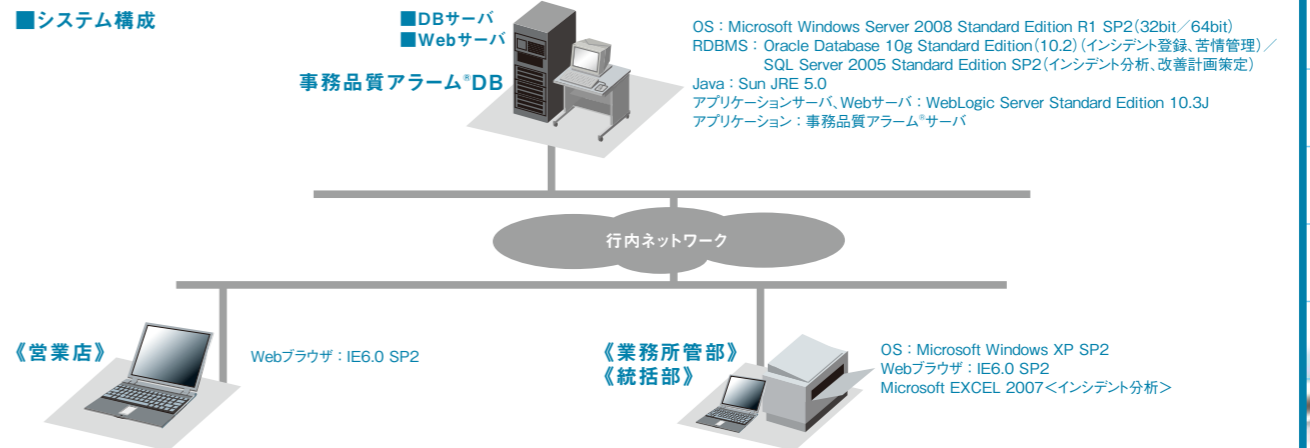 ■システム構成
■DBサーバ
■Webサーバ
事務品質アラーム®DB
OS:Microsoft Windows Server 2008 Standard Edition R1 SP2(32bit/64bit)
RDBMS:Oracle Database 10g Standard Edition(10.2)(インシデント登録、苦情管理)/
SQL Server 2005 Standard Edition SP2(インシデント分析、改善計画策定)
Java:Sun JRE 5.0
アプリケーションサーバ、Webサーバ:WebLogic Server Standard Edition 10.3J
アプリケーション:事務品質アラーム®サーバ
行内ネットワーク
《営業店》
Webブラウザ:IE6.0 SP2
《業務所管部》
《統括部》
OS:Microsoft Windows XP SP2
Webブラウザ:IE6.0 SP2
Microsoft EXCEL 2007<インシデント分析>